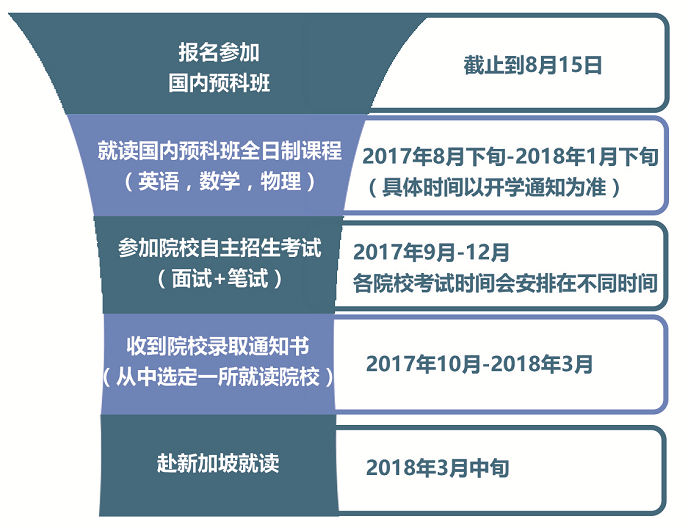 报名参加
国内预科班
截止到8月15日
就读国内预科班全日制课程
（英语，数学，物理）
2017年8月下旬-2018年1月下旬
（具体时间以开学通知为准）
参加院校自主招生考试
（面试+笔试）
2017年9月-12月
各院校考试时间会安排在不同时间
收到院校录取通知书
（从中选定一所就读院校）
2017年10月-2018年3月
赴新加坡就读
2018年3月中旬